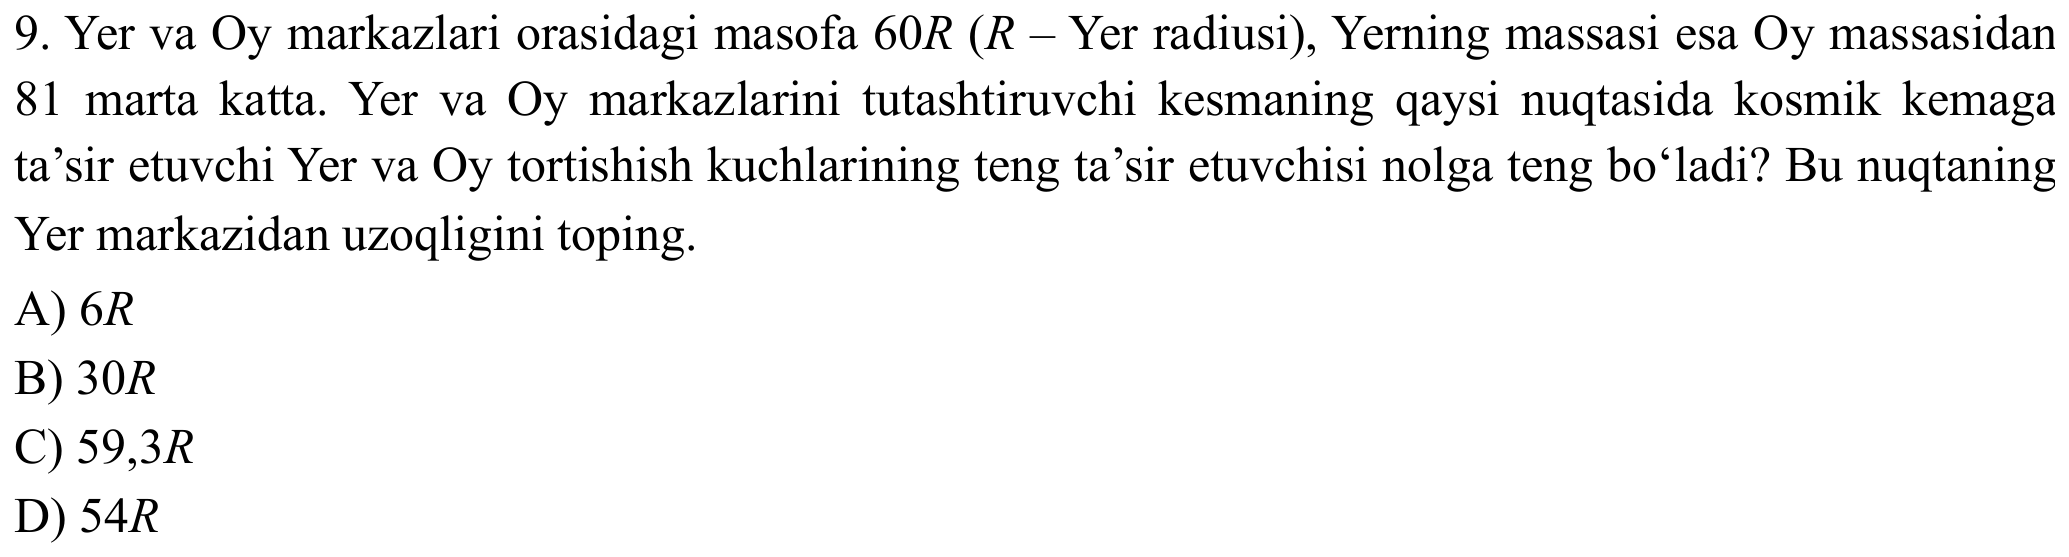 9. Yer va Oy markazlari orasidagi masofa 60R (R – Yer radiusi), Yerning massasi esa Oy massasidan
81 marta katta. Yer va Oy markazlarini tutashtiruvchi kesmaning qaysi nuqtasida kosmik kemaga
ta’sir etuvchi Yer va Oy tortishish kuchlarining teng ta’sir etuvchisi nolga teng bo‘ladi? Bu nuqtaning
Yer markazidan uzoqligini toping.
A) 6R
B) 30R
C) 59,3R
D) 54R